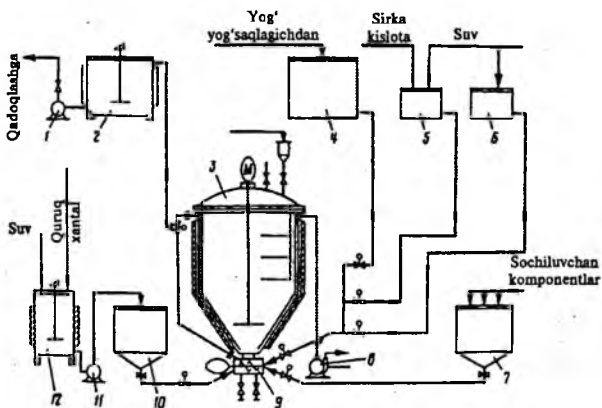 Yog'
yog'saqlagichdan
Sirka
kislota
Suv
Qadoqlashga
1
2
3
M
4
5
6
Suv
Quruq
xantal
Sochiluvchan
komponentlar
12
11
10
9
8
7